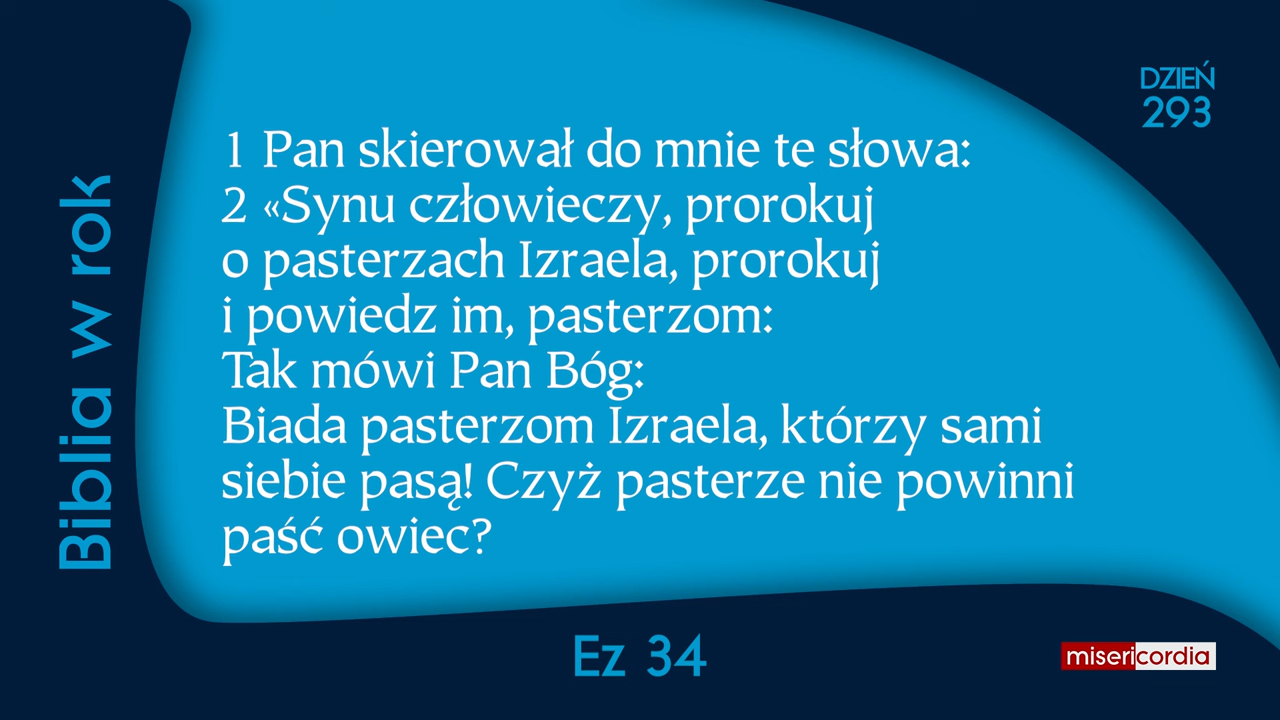 DZIEŃ
293
Biblia w rok
1 Pan skierował do mnie te słowa:
2 «Synu człowieczy, prorokuj
o pasterzach Izraela, prorokuj
i powiedz im, pasterzom:
Tak mówi Pan Bóg:
Biada pasterzom Izraela, którzy sami
siebie pasą! Czyż pasterze nie powinni
paść owiec?
Ez 34
misericordia